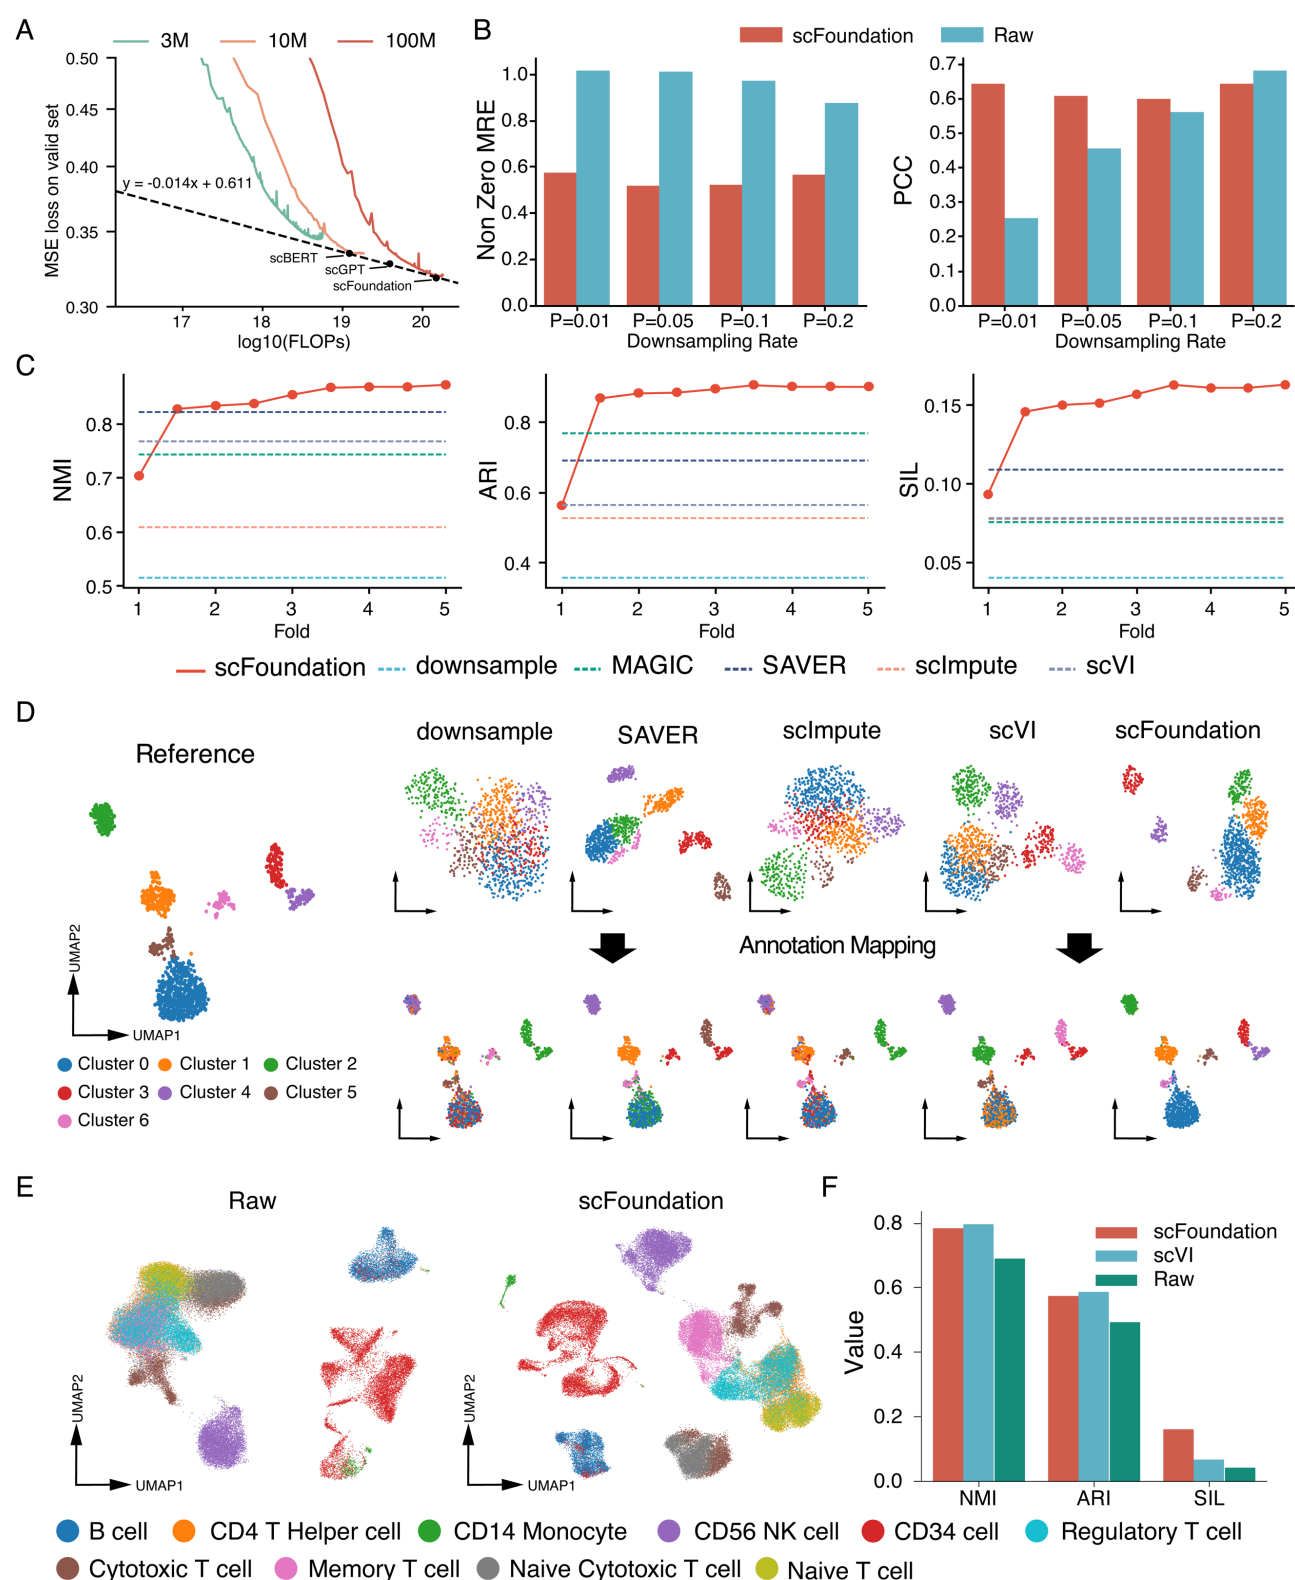 A
3M 10M 100M
MSE loss on valid set
0.50
0.45
0.40
0.35
0.30
y = -0.014x + 0.611
scBERT
scGPT
scFoundation
17 18 19 20
log10(FLOPs)
B
scFoundation Raw
Non Zero MRE
1.0
0.8
0.6
0.4
0.2
0.0
P=0.01 P=0.05 P=0.1 P=0.2
Downsampling Rate
PCC
0.7
0.6
0.5
0.4
0.3
0.2
0.1
0.0
P=0.01 P=0.05 P=0.1 P=0.2
Downsampling Rate
C
NMI
0.8
0.7
0.6
0.5
1 2 3 4 5
Fold
ARI
0.8
0.6
0.4
1 2 3 4 5
Fold
SIL
0.15
0.10
0.05
1 2 3 4 5
Fold
scFoundation downsample MAGIC SAVER scImpute scVI
D
Reference
downsample SAVER scImpute scVI scFoundation
UMAP2
UMAP1
Annotation Mapping
Cluster 0 Cluster 1 Cluster 2
Cluster 3 Cluster 4 Cluster 5
Cluster 6
E
Raw
UMAP2
UMAP1
scFoundation
UMAP2
UMAP1
F
Value
0.8
0.6
0.4
0.2
0.0
scFoundation
scVI
Raw
NMI ARI SIL
B cell CD4 T Helper cell CD14 Monocyte CD56 NK cell CD34 cell Regulatory T cell
Cytotoxic T cell Memory T cell Naive Cytotoxic T cell Naive T cell